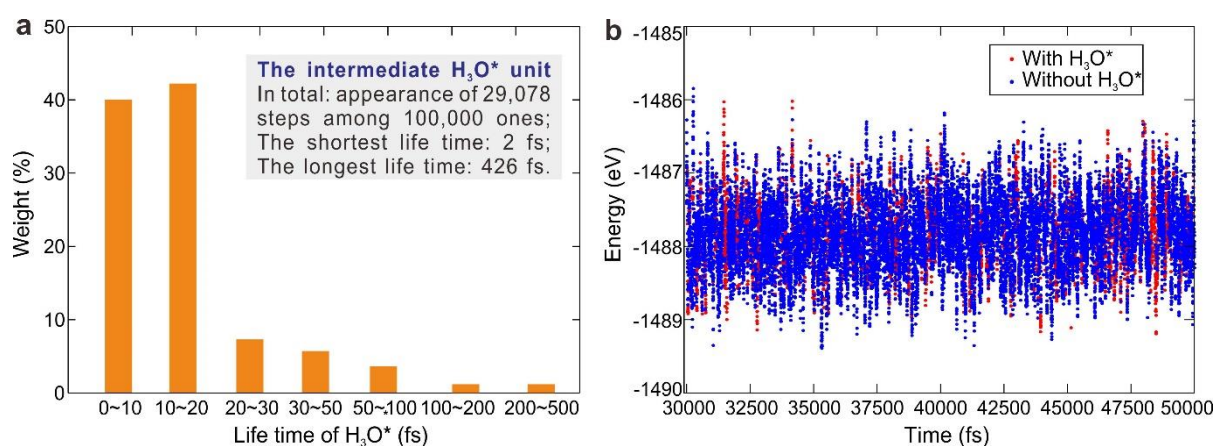 a
50
40
30
20
10
0
Weight (%)
The intermediate H₃O* unit
In total: appearance of 29,078
steps among 100,000 ones;
The shortest life time: 2 fs;
The longest life time: 426 fs.
0~10 10~20 20~30 30~50 50~100 100~200 200~500
Life time of H₃O* (fs)
b
-1485
-1486
-1487
-1488
-1489
-1490
Energy (eV)
With H₃O*
Without H₃O*
30000 32500 35000 37500 40000 42500 45000 47500 50000
Time (fs)